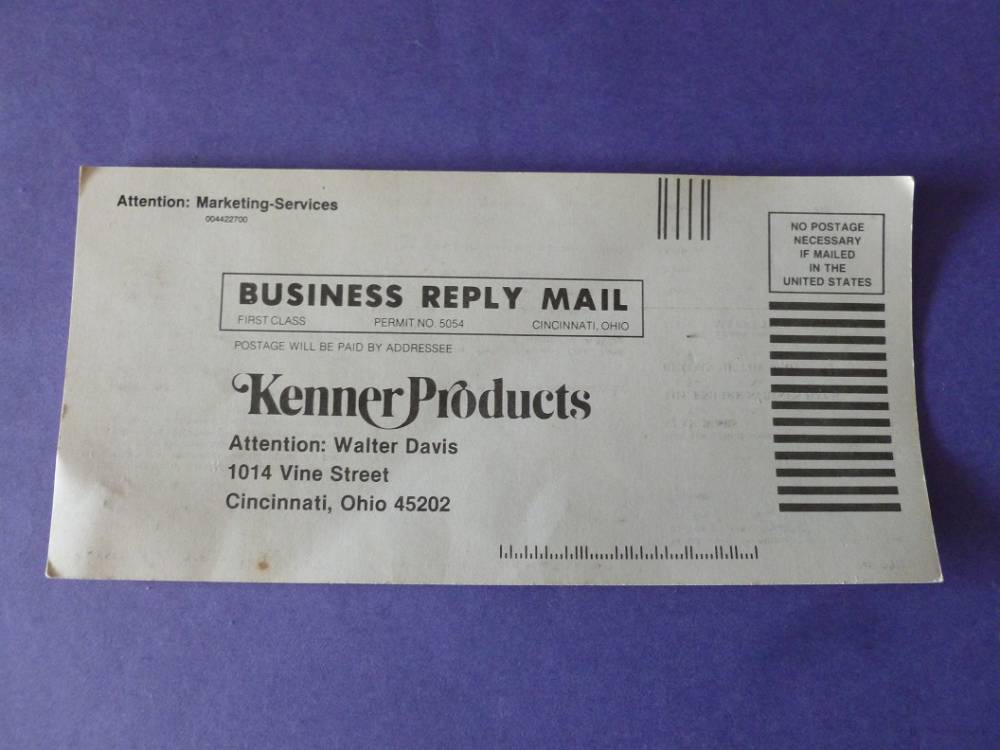 Attention: Marketing-Services
004422700
NO POSTAGE
NECESSARY
IF MAILED
IN THE
UNITED STATES
BUSINESS REPLY MAIL
FIRST CLASS PERMIT NO. 5054 CINCINNATI, OHIO
POSTAGE WILL BE PAID BY ADDRESSEE
Kenner Products
Attention: Walter Davis
1014 Vine Street
Cincinnati, Ohio 45202